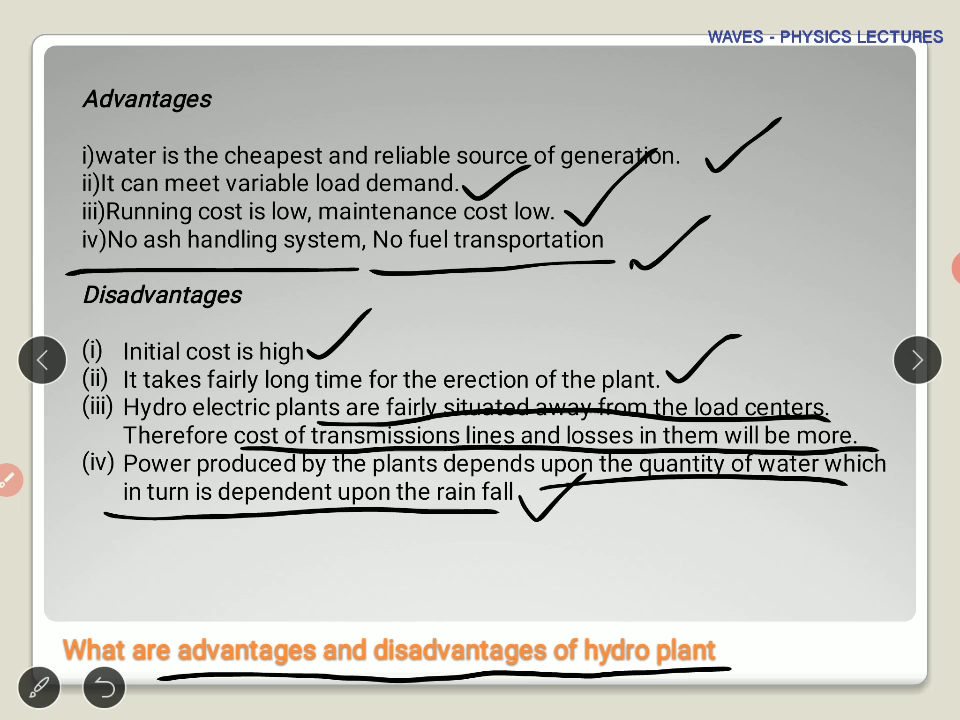 WAVES - PHYSICS LECTURES
Advantages
i)water is the cheapest and reliable source of generation.
ii)It can meet variable load demand.
iii)Running cost is low, maintenance cost low.
iv)No ash handling system, No fuel transportation
Disadvantages
(i) Initial cost is high
(ii) It takes fairly long time for the erection of the plant.
(iii) Hydro electric plants are fairly situated away from the load centers.
Therefore cost of transmissions lines and losses in them will be more.
(iv) Power produced by the plants depends upon the quantity of water which
in turn is dependent upon the rain fall
What are advantages and disadvantages of hydro plant